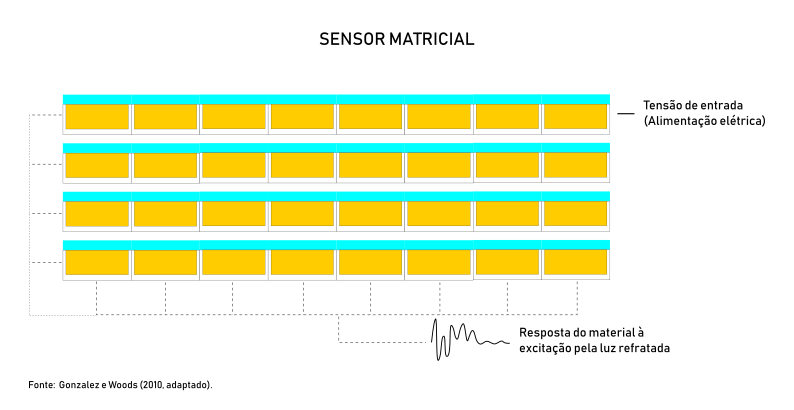 SENSOR MATRICIAL
Tensão de entrada
(Alimentação elétrica)
Resposta do material à
excitação pela luz refratada
Fonte: Gonzalez e Woods (2010, adaptado).